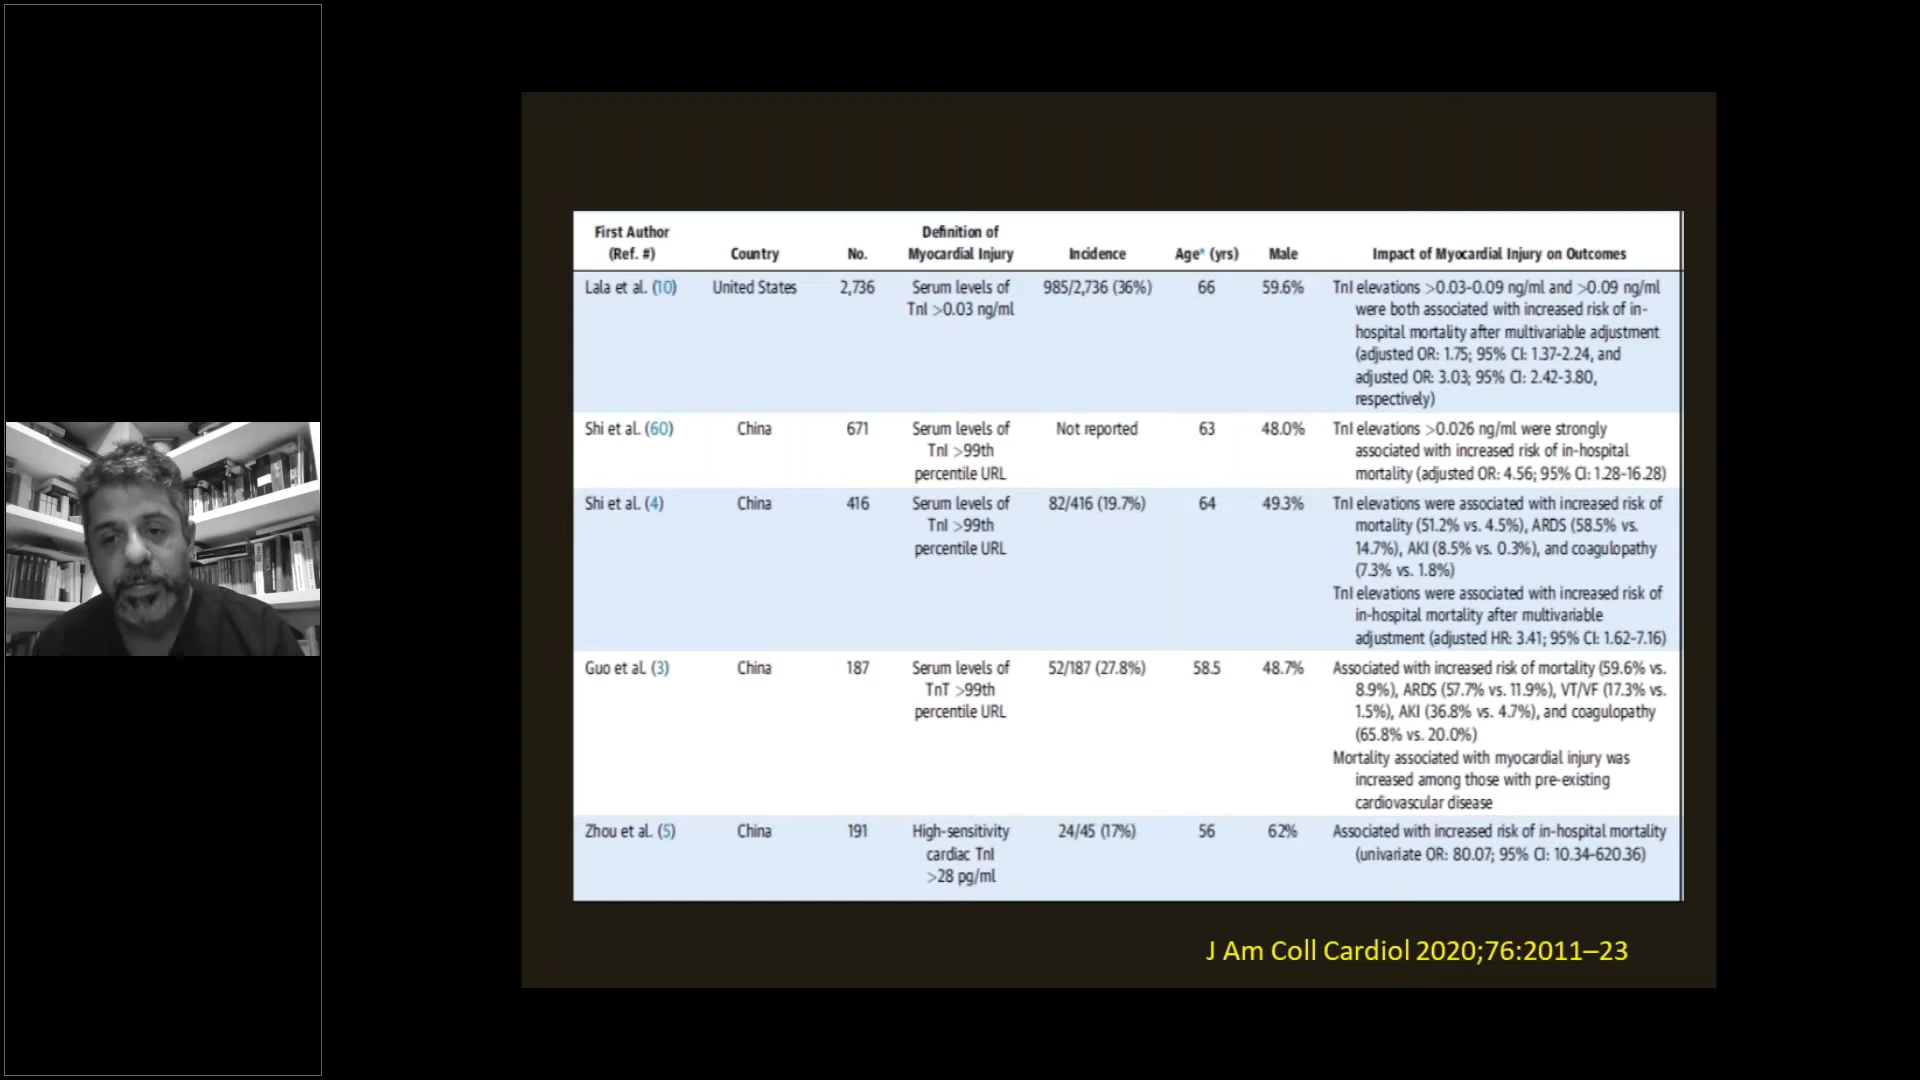 First Author
(Ref. #)
Country
No.
Definition of
Myocardial Injury
Incidence
Age* (yrs)
Male
Impact of Myocardial Injury on Outcomes
Lala et al. (10)
United States
2,736
Serum levels of
TnI >0.03 ng/ml
985/2,736 (36%)
66
59.6%
TnI elevations >0.03-0.09 ng/ml and >0.09 ng/ml
were both associated with increased risk of in-
hospital mortality after multivariable adjustment
(adjusted OR: 1.75; 95% CI: 1.37-2.24, and
adjusted OR: 3.03; 95% CI: 2.42-3.80,
respectively)
Shi et al. (60)
China
671
Serum levels of
TnI >99th
percentile URL
Not reported
63
48.0%
TnI elevations >0.026 ng/ml were strongly
associated with increased risk of in-hospital
mortality (adjusted OR: 4.56; 95% CI: 1.28-16.28)
Shi et al. (4)
China
416
Serum levels of
TnI >99th
percentile URL
82/416 (19.7%)
64
49.3%
TnI elevations were associated with increased risk of
mortality (51.2% vs. 4.5%), ARDS (58.5% vs.
14.7%), AKI (8.5% vs. 0.3%), and coagulopathy
(7.3% vs. 1.8%)
TnI elevations were associated with increased risk of
in-hospital mortality after multivariable
adjustment (adjusted HR: 3.41; 95% CI: 1.62-7.16)
Guo et al. (3)
China
187
Serum levels of
TnT >99th
percentile URL
52/187 (27.8%)
58.5
48.7%
Associated with increased risk of mortality (59.6% vs.
8.9%), ARDS (57.7% vs. 11.9%), VT/VF (17.3% vs.
1.5%), AKI (36.8% vs. 4.7%), and coagulopathy
(65.8% vs. 20.0%)
Mortality associated with myocardial injury was
increased among those with pre-existing
cardiovascular disease
Zhou et al. (5)
China
191
High-sensitivity
cardiac TnI
>28 pg/ml
24/45 (17%)
56
62%
Associated with increased risk of in-hospital mortality
(univariate OR: 80.07; 95% CI: 10.34-620.36)
J Am Coll Cardiol 2020;76:2011–23